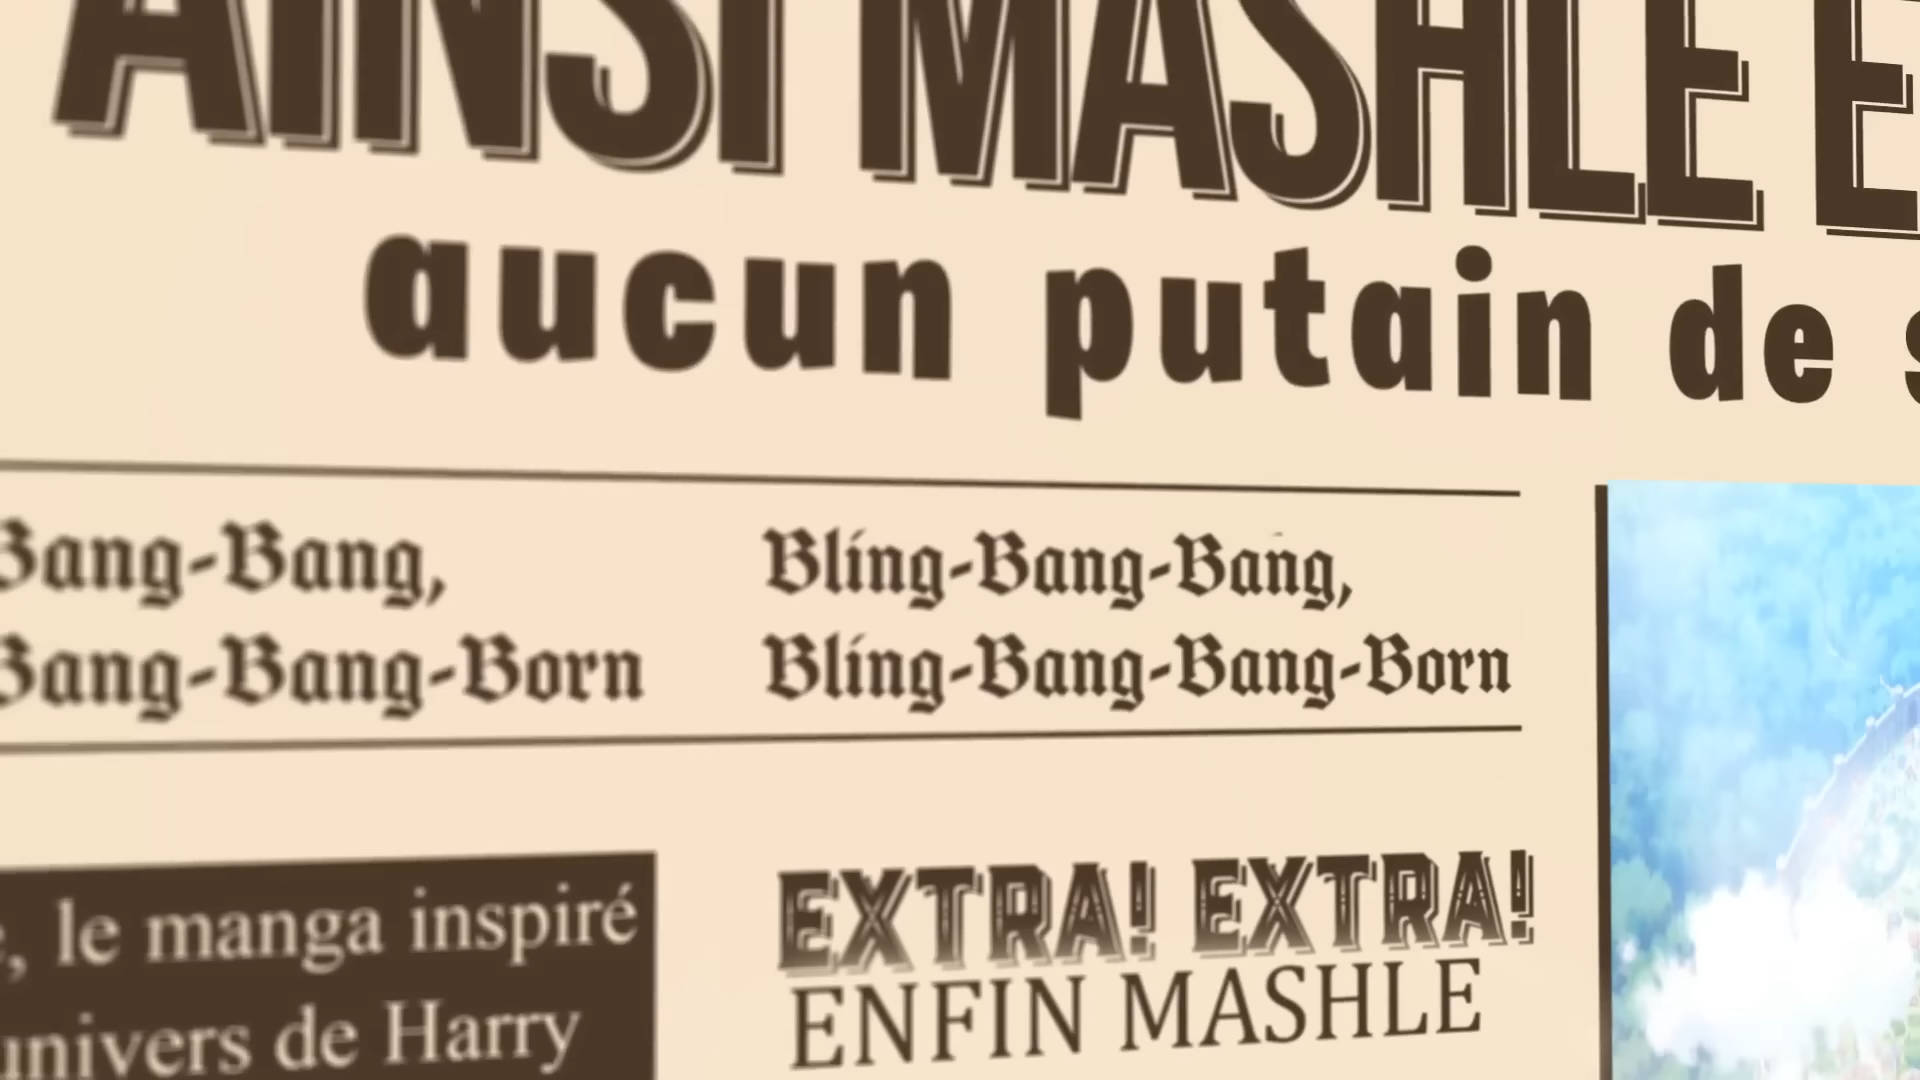 AINSI MASHLE E
aucun putain de s
Bang-Bang,
Bang-Bang-Born
Bling-Bang-Bang,
Bling-Bang-Bang-Born
, le manga inspiré
univers de Harry
EXTRA! EXTRA!
ENFIN MASHLE